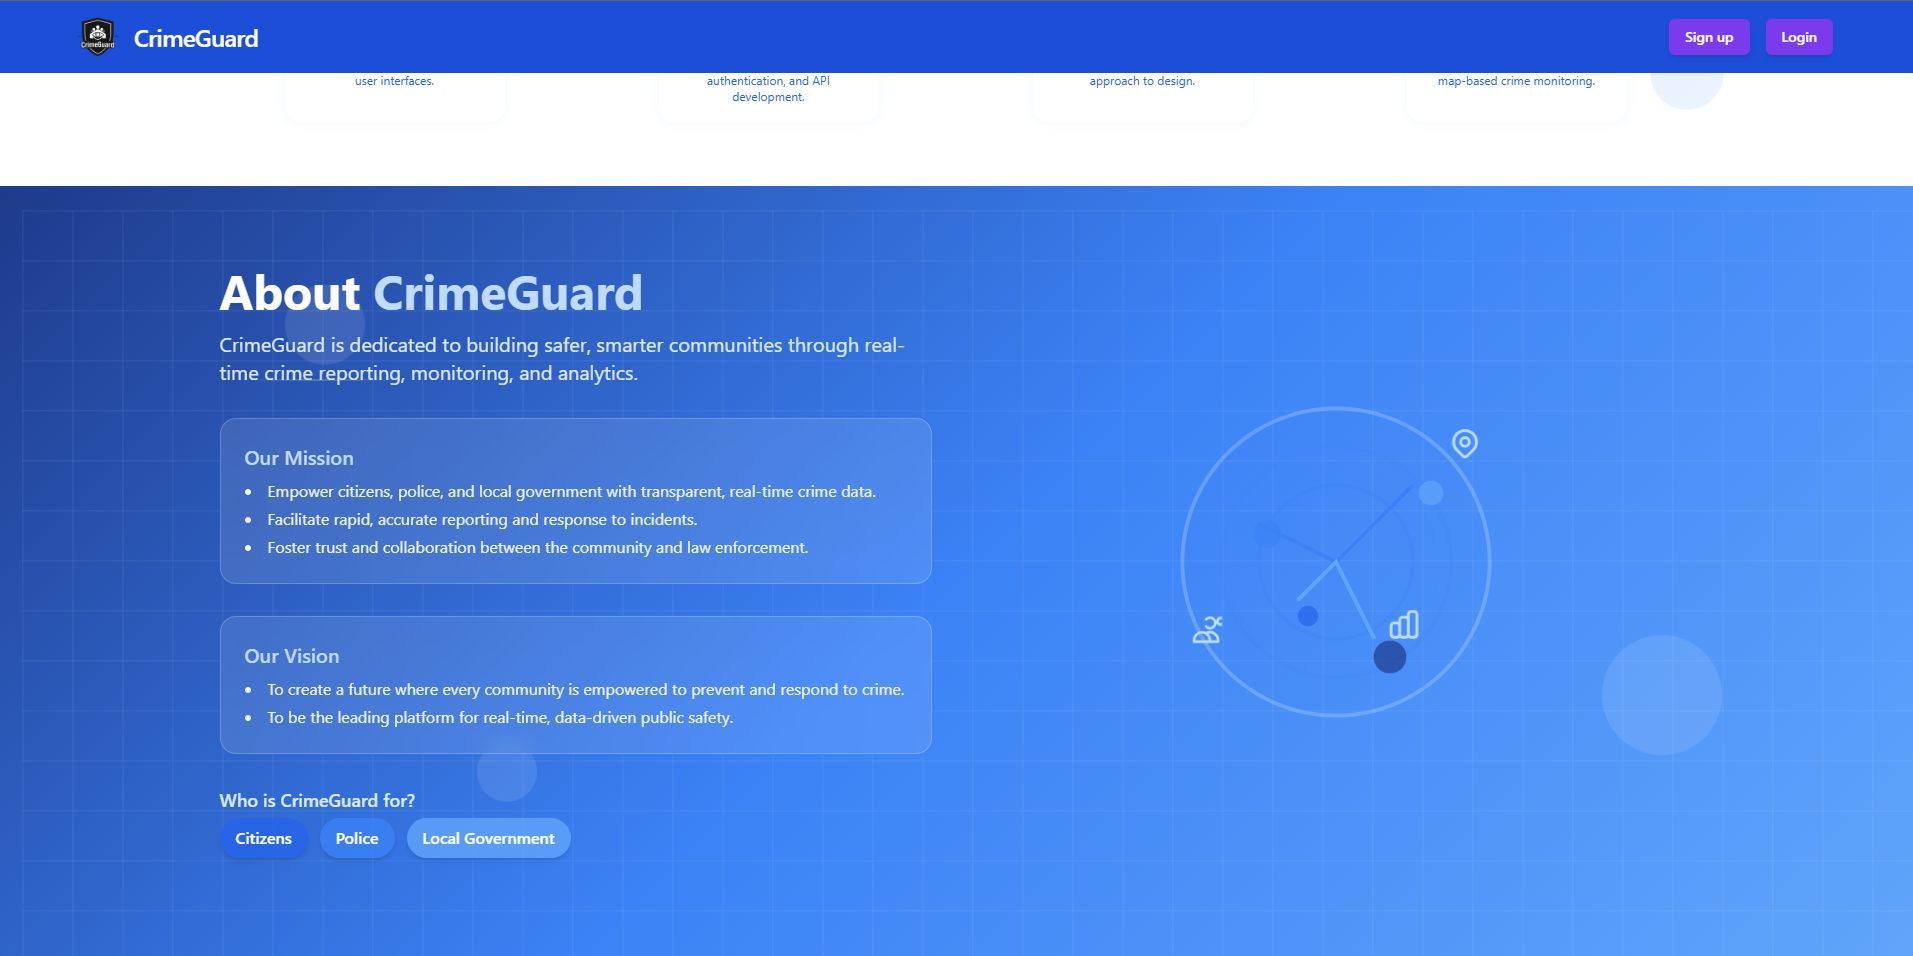 CrimeGuard
CrimeGuard
Sign up
Login
user interfaces.
authentication, and API
development.
approach to design.
map-based crime monitoring.
About CrimeGuard
CrimeGuard is dedicated to building safer, smarter communities through real-
time crime reporting, monitoring, and analytics.
Our Mission
• Empower citizens, police, and local government with transparent, real-time crime data.
• Facilitate rapid, accurate reporting and response to incidents.
• Foster trust and collaboration between the community and law enforcement.
Our Vision
• To create a future where every community is empowered to prevent and respond to crime.
• To be the leading platform for real-time, data-driven public safety.
Who is CrimeGuard for?
Citizens
Police
Local Government